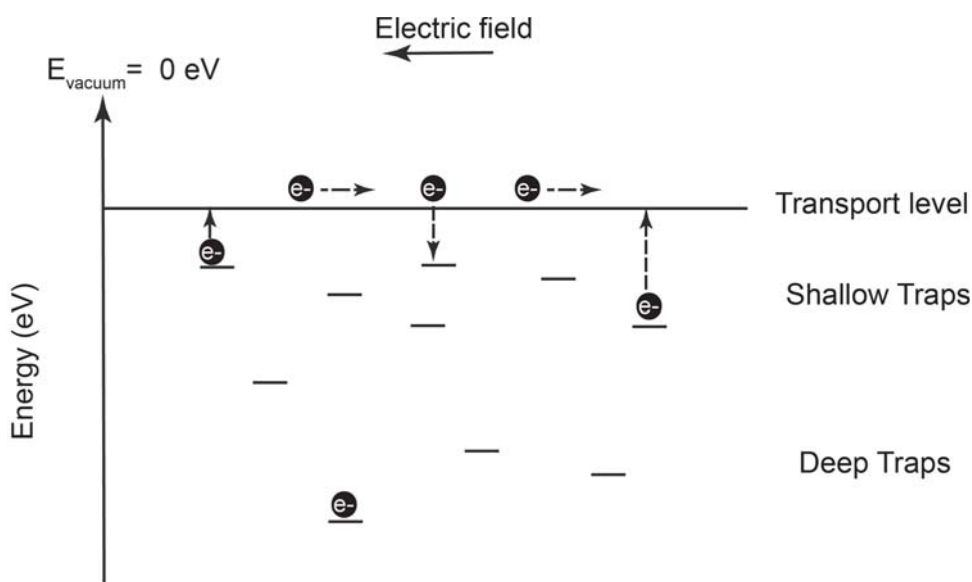 Electric field
E_vacuum = 0 eV
e- e- e-
Transport level
e-
Shallow Traps
e-
Energy (eV)
Deep Traps
e-